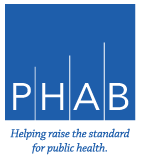 PHAB
Helping raise the standard
for public health.